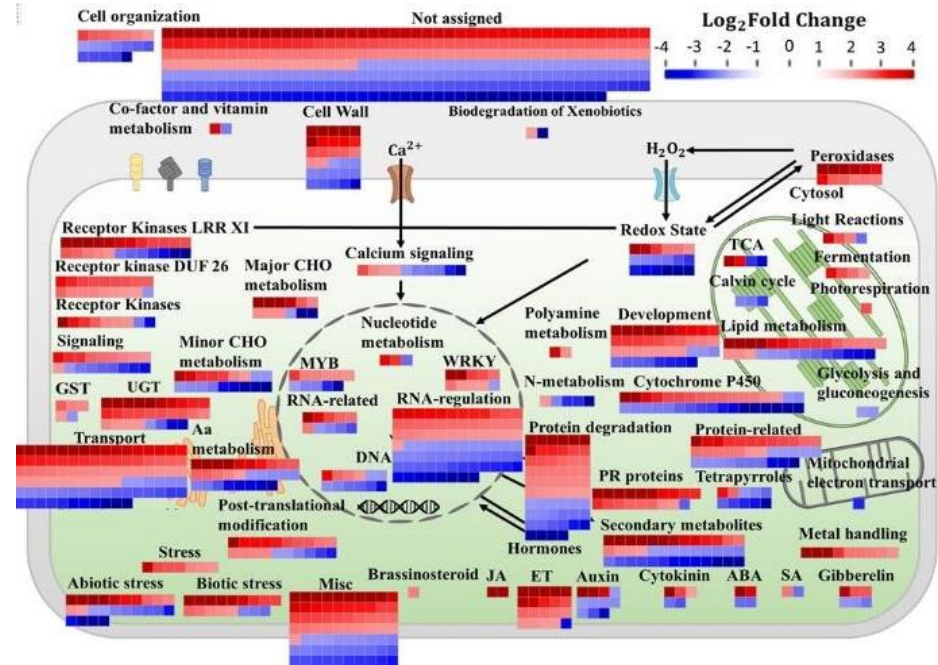 Cell organization
Not assigned
Log2Fold Change
-4 -3 -2 -1 0 1 2 3 4
Co-factor and vitamin
metabolism
Cell Wall
Biodegradation of Xenobiotics
Ca2+
H2O2
Peroxidases
Cytosol
Receptor Kinases LRR XI
Redox State
Light Reactions
TCA
Calcium signaling
Fermentation
Receptor kinase DUF 26
Major CHO
metabolism
Calvin cycle
Photorespiration
Receptor Kinases
Nucleotide
metabolism
Polyamine
metabolism
Development
Lipid metabolism
Signaling
Minor CHO
metabolism
MYB
WRKY
Glycolysis and
gluconeogenesis
GST
UGT
RNA-related
RNA-regulation
N-metabolism
Cytochrome P450
Transport
Aa
metabolism
Protein degradation
Protein-related
DNA
PR proteins
Tetrapyrroles
Mitochondrial
electron transport
Post-translational
modification
Hormones
Secondary metabolites
Metal handling
Stress
Abiotic stress
Biotic stress
Misc
Brassinosteroid
JA
ET
Auxin
Cytokinin
ABA
SA
Gibberelin